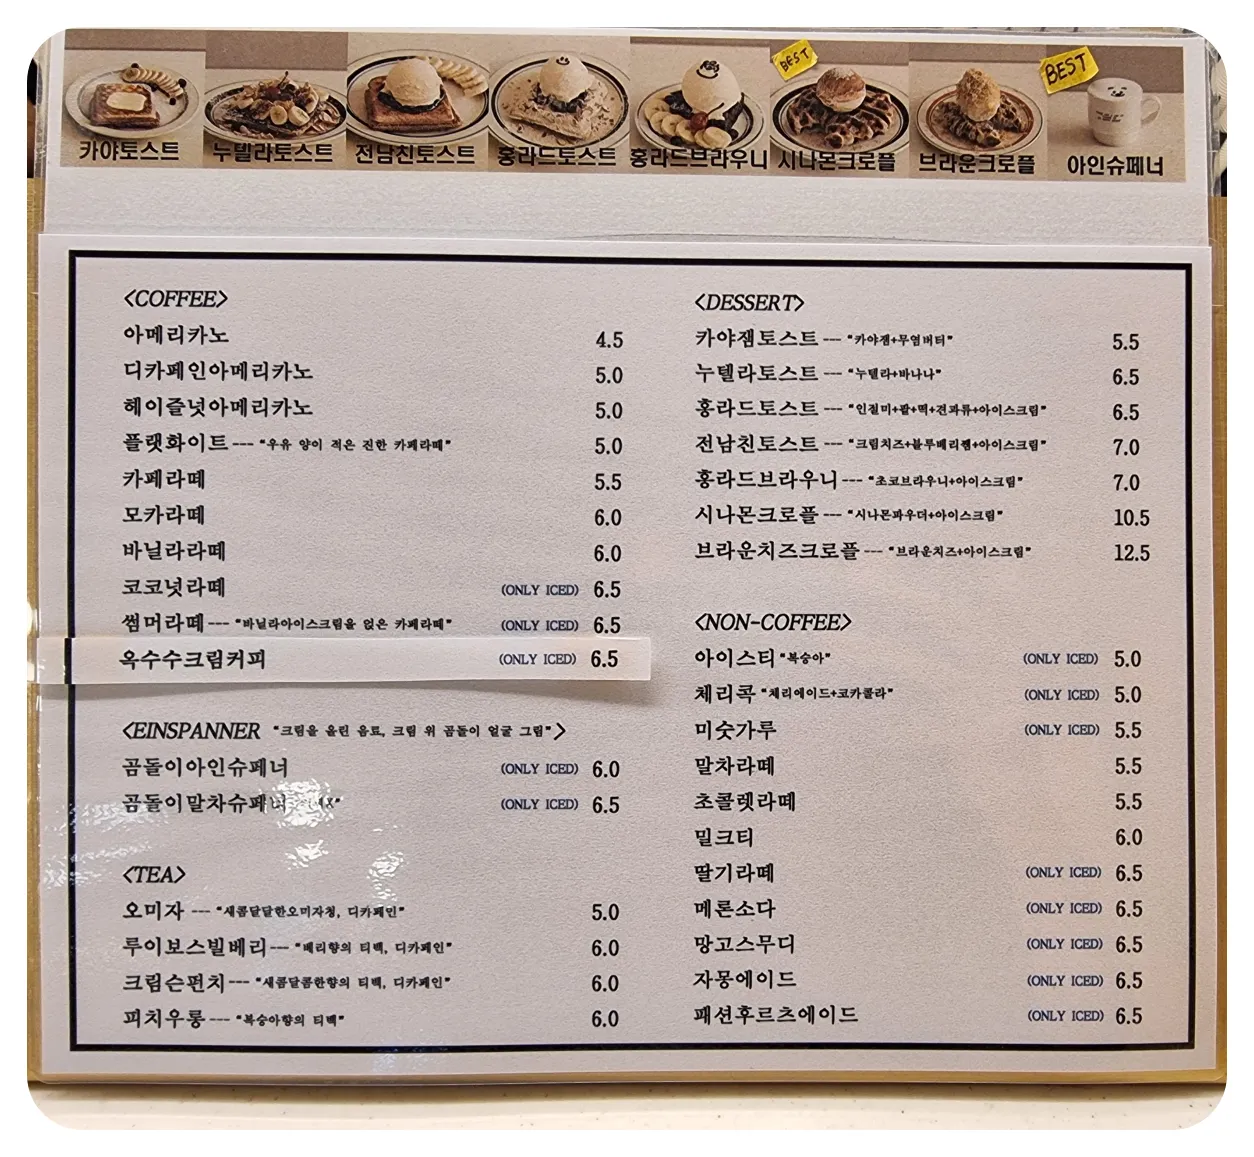 BEST
BEST
카야토스트 누텔라토스트 전남친토스트 홍라드토스트 홍라드브라우니 시나몬크로플 브라운크로플 아인슈페너
<COFFEE>
아메리카노 4.5
디카페인아메리카노 5.0
헤이즐넛아메리카노 5.0
플랫화이트--- "우유 양이 적은 진한 카페라떼" 5.0
카페라떼 5.5
모카라떼 6.0
바닐라라떼 6.0
코코넛라떼 (ONLY ICED) 6.5
썸머라떼--- "바닐라아이스크림을 얹은 카페라떼" (ONLY ICED) 6.5
옥수수크림커피 (ONLY ICED) 6.5
<EINSPANNER "크림을 올린 음료, 크림 위 곰돌이 얼굴 그림">
곰돌이아인슈페너 (ONLY ICED) 6.0
곰돌이말차슈페너 (ONLY ICED) 6.5
<TEA>
오미자 --- "새콤달달한오미자청, 디카페인" 5.0
루이보스빌베리--- "베리향의 티백, 디카페인" 6.0
크림슨펀치--- "새콤달콤한향의 티백, 디카페인" 6.0
피치우롱--- "복숭아향의 티백" 6.0
<DESSERT>
카야잼토스트 --- "카야잼+무염버터" 5.5
누텔라토스트 --- "누텔라+바나나" 6.5
홍라드토스트 --- "인절미+팥+떡+견과류+아이스크림" 6.5
전남친토스트 --- "크림치즈+블루베리잼+아이스크림" 7.0
홍라드브라우니--- "초코브라우니+아이스크림" 7.0
시나몬크로플 --- "시나몬파우더+아이스크림" 10.5
브라운치즈크로플 --- "브라운치즈+아이스크림" 12.5
<NON-COFFEE>
아이스티 "복숭아" (ONLY ICED) 5.0
체리콕 "체리에이드+코카콜라" (ONLY ICED) 5.0
미숫가루 (ONLY ICED) 5.5
말차라떼 5.5
초콜렛라떼 5.5
밀크티 6.0
딸기라떼 (ONLY ICED) 6.5
메론소다 (ONLY ICED) 6.5
망고스무디 (ONLY ICED) 6.5
자몽에이드 (ONLY ICED) 6.5
패션후르츠에이드 (ONLY ICED) 6.5